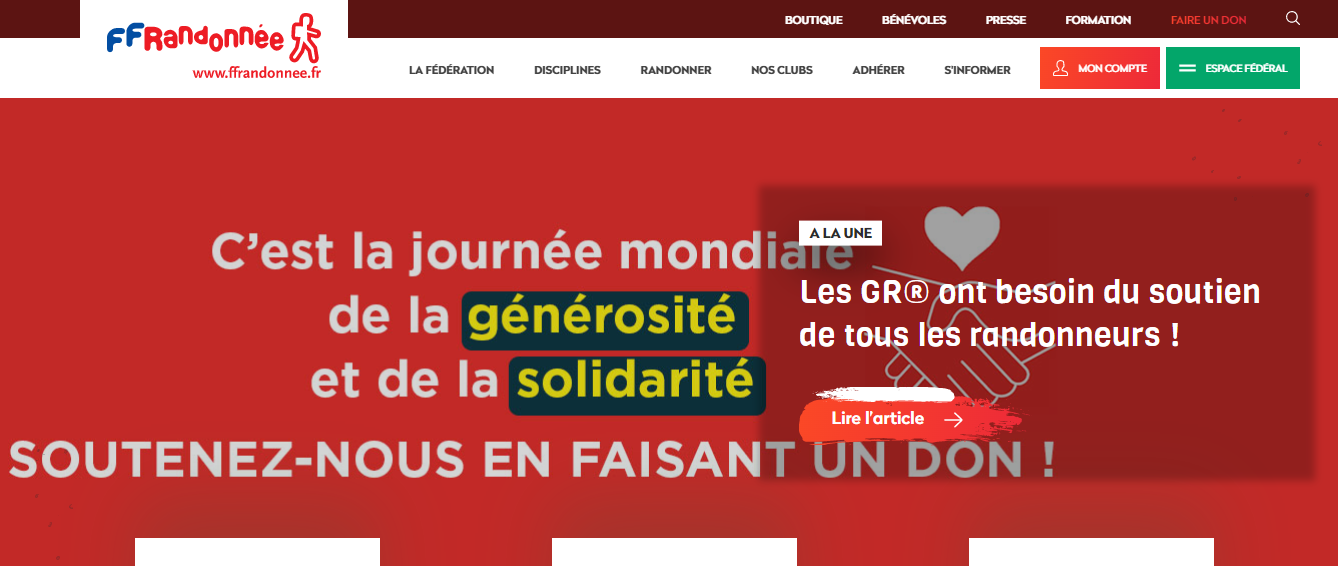 FFRandonnée
www.ffrandonnee.fr
BOUTIQUE BÉNÉVOLES PRESSE FORMATION FAIRE UN DON
LA FÉDÉRATION DISCIPLINES RANDONNER NOS CLUBS ADHÉRER S'INFORMER MON COMPTE ESPACE FÉDÉRAL
C'est la journée mondiale
de la générosité
et de la solidarité
SOUTENEZ-NOUS EN FAISANT UN DON !
A LA UNE
Les GR® ont besoin du soutien
de tous les randonneurs !
Lire l'article